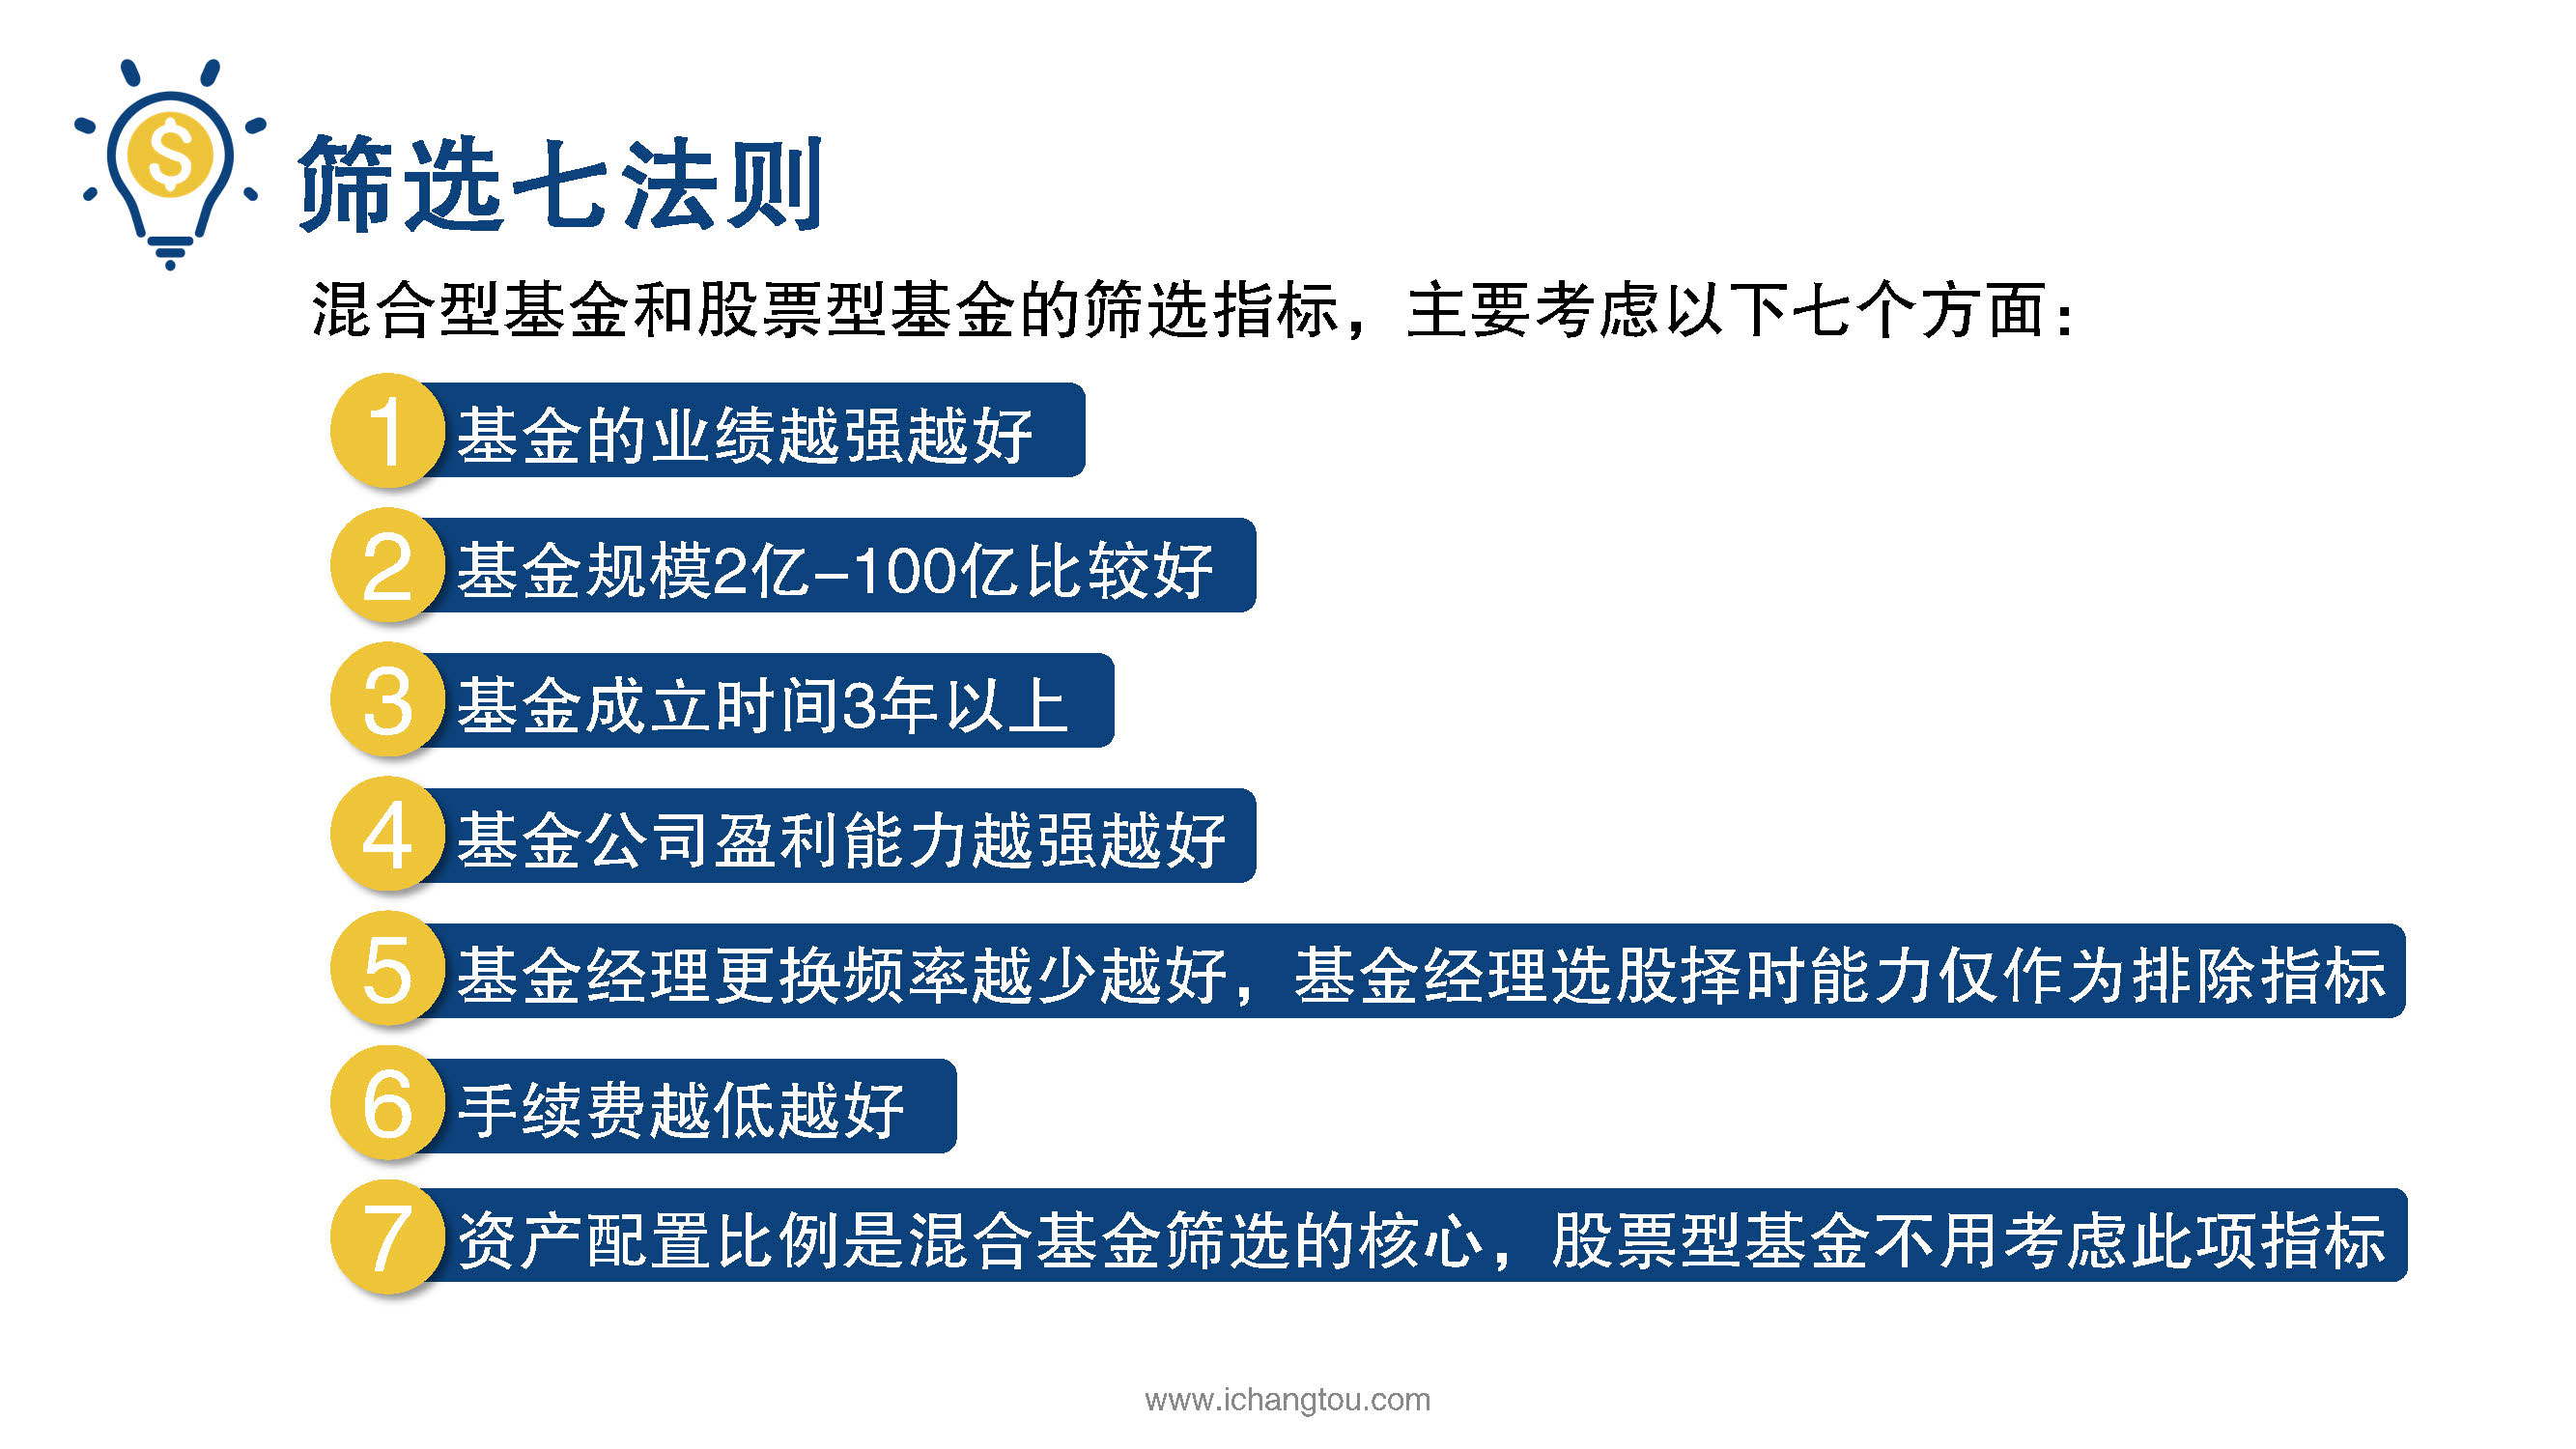 筛选七法则
混合型基金和股票型基金的筛选指标，主要考虑以下七个方面：
1 基金的业绩越强越好
2 基金规模2亿-100亿比较好
3 基金成立时间3年以上
4 基金公司盈利能力越强越好
5 基金经理更换频率越少越好，基金经理选股择时能力仅作为排除指标
6 手续费越低越好
7 资产配置比例是混合基金筛选的核心，股票型基金不用考虑此项指标
www.ichangtou.com